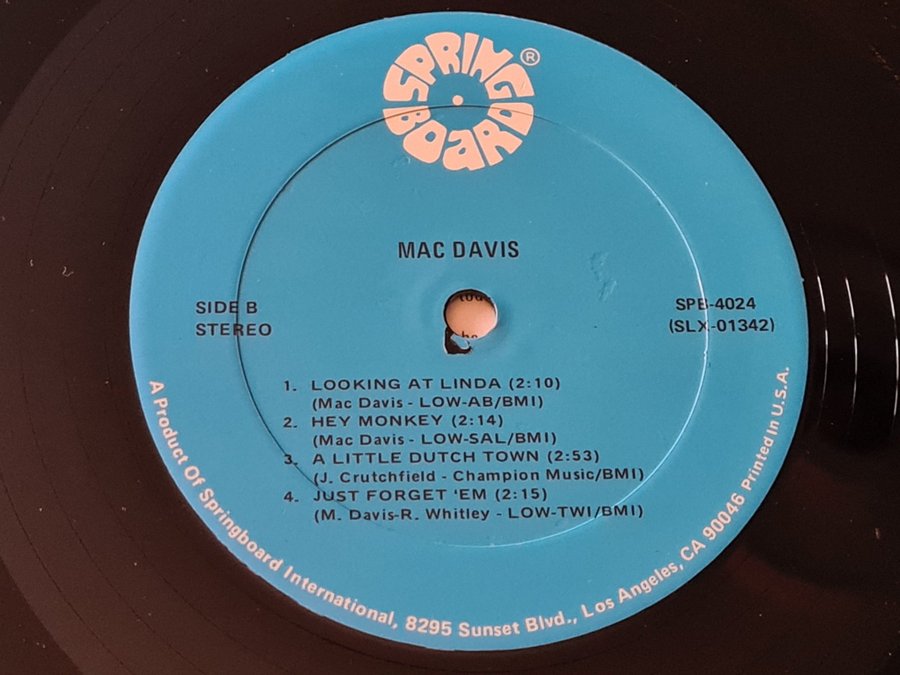 SPRING
BOARD
®
MAC DAVIS
SIDE B
STEREO
SPB-4024
(SLX-01342)
1. LOOKING AT LINDA (2:10)
(Mac Davis - LOW-AB/BMI)
2. HEY MONKEY (2:14)
(Mac Davis - LOW-SAL/BMI)
3. A LITTLE DUTCH TOWN (2:53)
(J. Crutchfield - Champion Music/BMI)
4. JUST FORGET 'EM (2:15)
(M. Davis-R. Whitley - LOW-TWI/BMI)
A Product Of Springboard International, 8295 Sunset Blvd., Los Angeles, CA 90046 Printed In U.S.A.